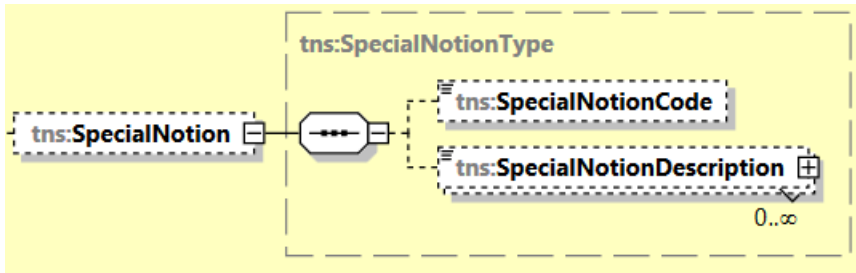 tns:SpecialNotionType
tns:SpecialNotion
tns:SpecialNotionCode
tns:SpecialNotionDescription
0..∞